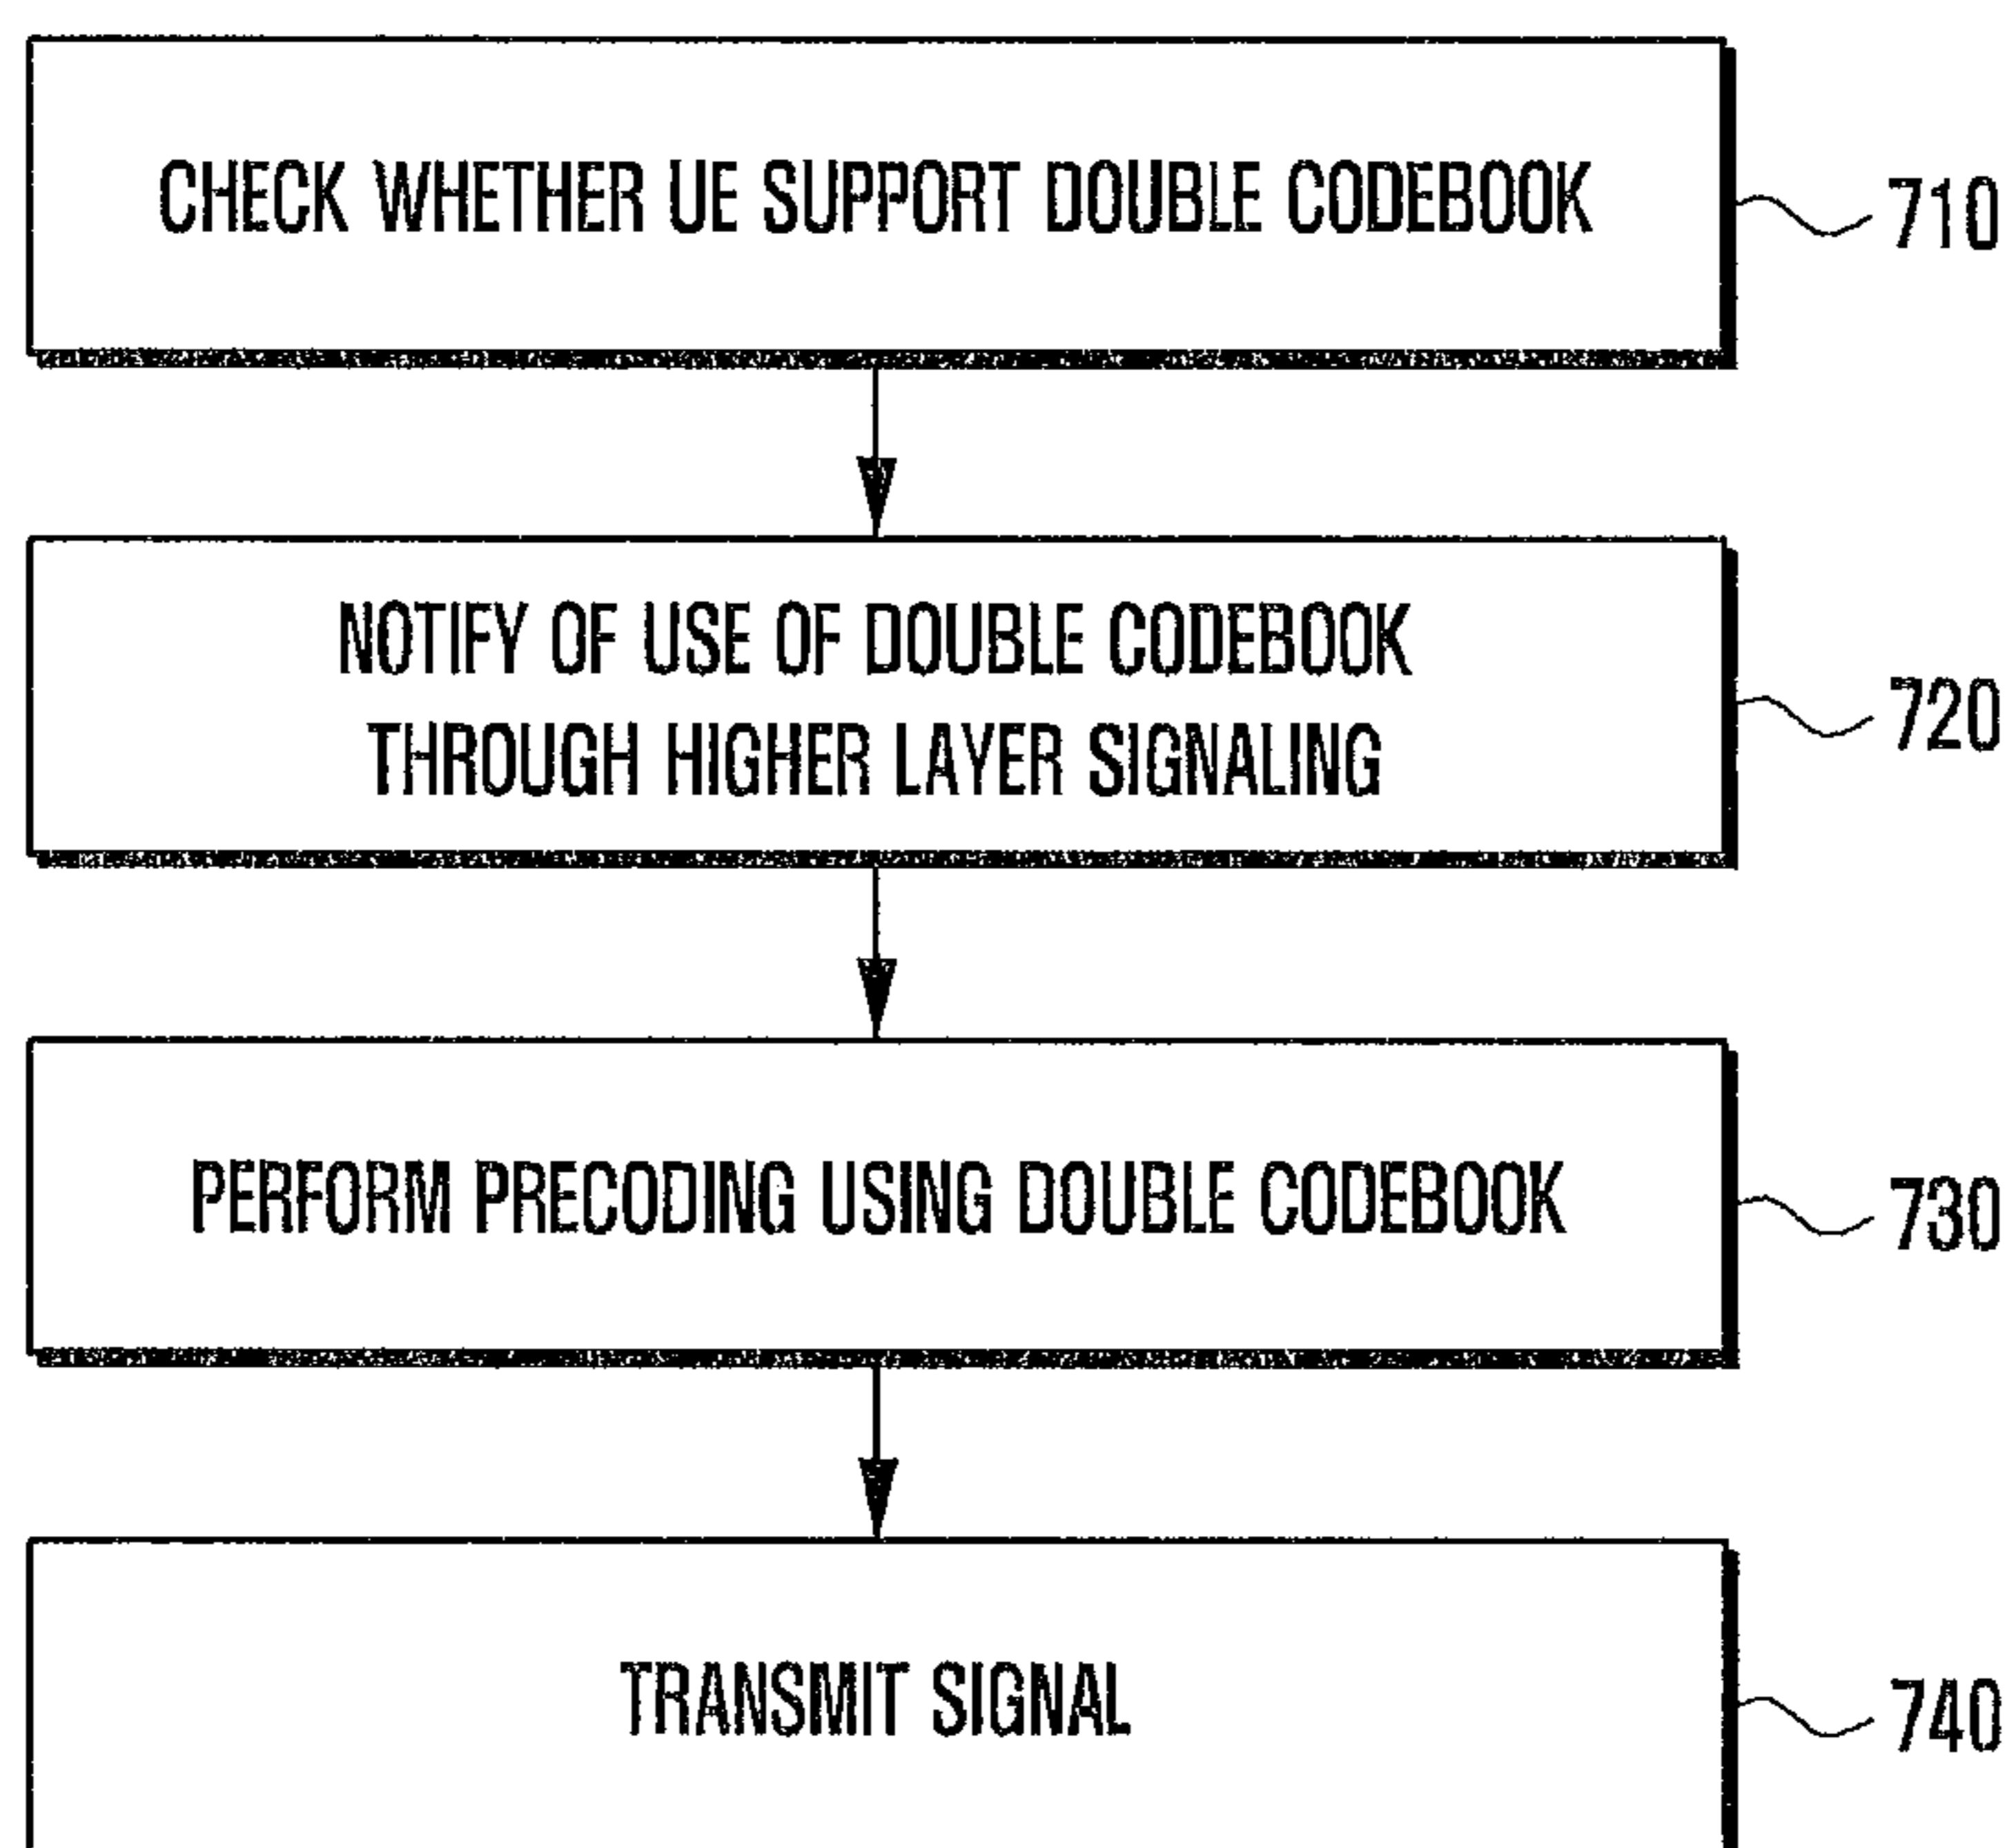 CHECK WHETHER UE SUPPORT DOUBLE CODEBOOK
710
NOTIFY OF USE OF DOUBLE CODEBOOK
THROUGH HIGHER LAYER SIGNALING
720
PERFORM PRECODING USING DOUBLE CODEBOOK
730
TRANSMIT SIGNAL
740